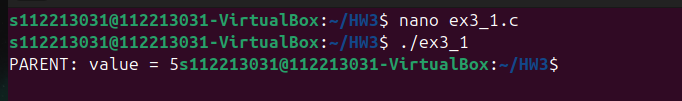 s112213031@112213031-VirtualBox:~/HW3$ nano ex3_1.c
s112213031@112213031-VirtualBox:~/HW3$ ./ex3_1
PARENT: value = 5s112213031@112213031-VirtualBox:~/HW3$